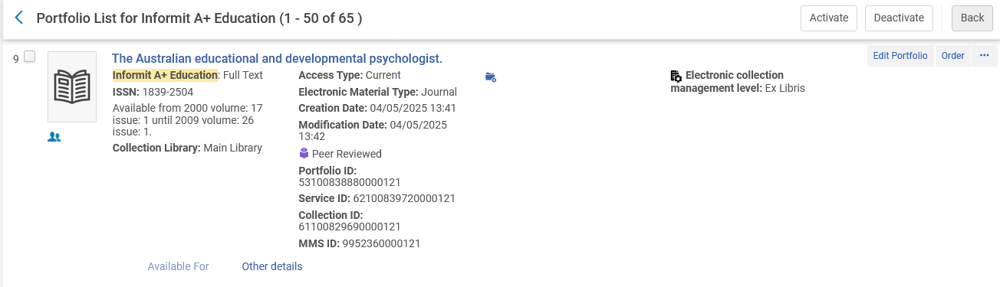 Portfolio List for Informit A+ Education (1 - 50 of 65 )
Activate
Deactivate
Back
9
The Australian educational and developmental psychologist.
Edit Portfolio
Order
Informit A+ Education: Full Text
ISSN: 1839-2504
Available from 2000 volume: 17
issue: 1 until 2009 volume: 26
issue: 1.
Collection Library: Main Library
Access Type: Current
Electronic Material Type: Journal
Creation Date: 04/05/2025 13:41
Modification Date: 04/05/2025
13:42
Peer Reviewed
Portfolio ID:
53100838880000121
Service ID: 62100839720000121
Collection ID:
61100829690000121
MMS ID: 9952360000121
Electronic collection
management level: Ex Libris
Available For
Other details